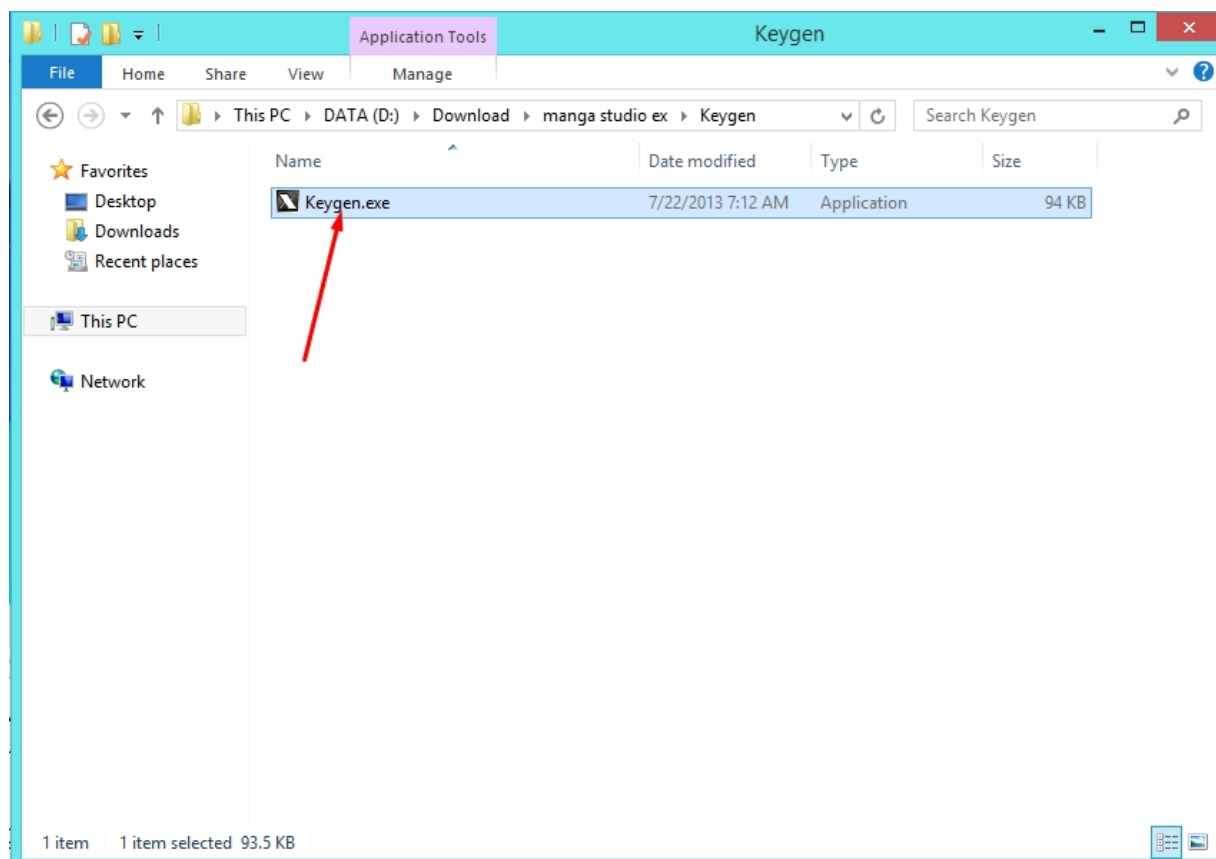 Application Tools
Keygen
File
Home
Share
View
Manage
This PC
DATA (D:)
Download
manga studio ex
Keygen
Search Keygen
Name
Date modified
Type
Size
Favorites
Desktop
Downloads
Recent places
This PC
Network
Keygen.exe
7/22/2013 7:12 AM
Application
94 KB
1 item
1 item selected 93.5 KB